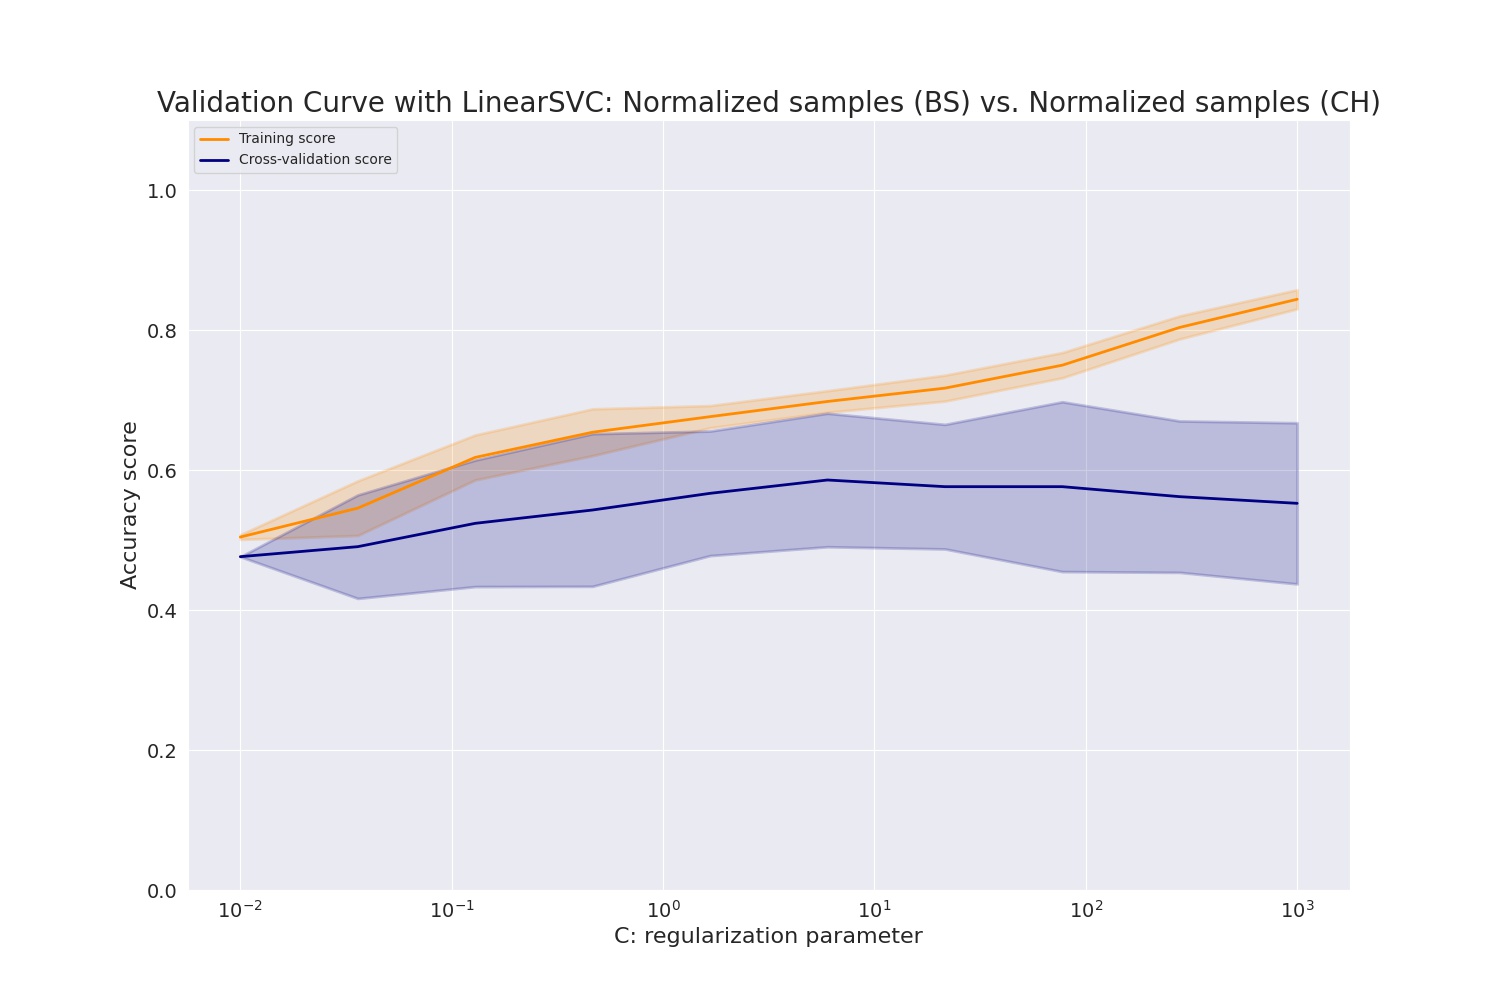 Validation Curve with LinearSVC: Normalized samples (BS) vs. Normalized samples (CH)
Training score
Cross-validation score
Accuracy score
1.0
0.8
0.6
0.4
0.2
0.0
10⁻² 10⁻¹ 10⁰ 10¹ 10² 10³
C: regularization parameter